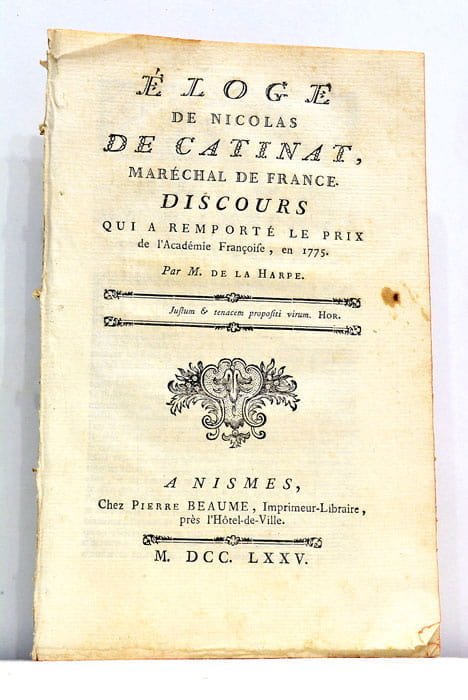 ÉLOGE
DE NICOLAS
DE CATINAT,
MARÉCHAL DE FRANCE.
DISCOURS
QUI A REMPORTÉ LE PRIX
de l'Académie Françoiſe, en 1775.
Par M. DE LA HARPE.
Juſtum & tenacem propoſiti virum. HOR.
A NISMES,
Chez PIERRE BEAUME, Imprimeur-Libraire,
près l'Hôtel-de-Ville.
M. DCC. LXXV.